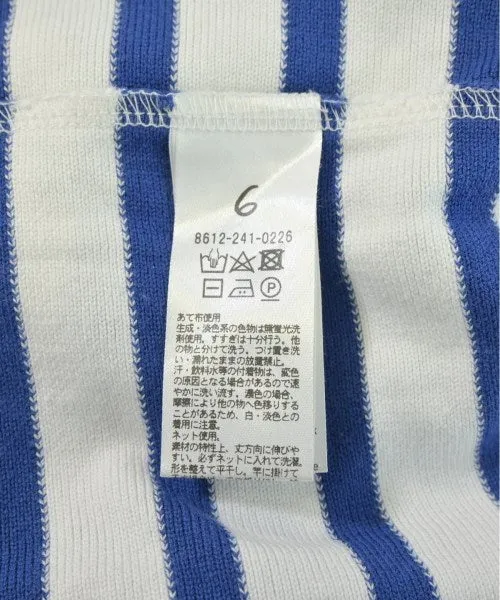 6
8612-241-0226
あて布使用
生成・淡色系の色物は無蛍光洗
剤使用。すすぎは十分行う。他
の物と分けて洗う。つけ置き洗
い・濡れたままの放置禁止。
汗・飲料水等の付着物は、変色
の原因となる場合があるので速
やかに洗い流す。濃色の場合、
摩擦により他の物へ色移りする
ことがあるため、白・淡色との
着用に注意。
ネット使用。
素材の特性上、丈方向に伸びや
すい。必ずネットに入れて洗濯、
形を整えて平干し。竿に掛けて